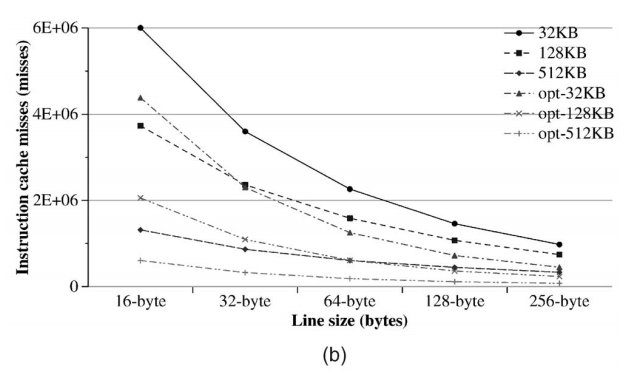 Instruction cache misses (misses)
6E+06
4E+06
2E+06
0
32KB
128KB
512KB
opt-32KB
opt-128KB
opt-512KB
16-byte 32-byte 64-byte 128-byte 256-byte
Line size (bytes)
(b)